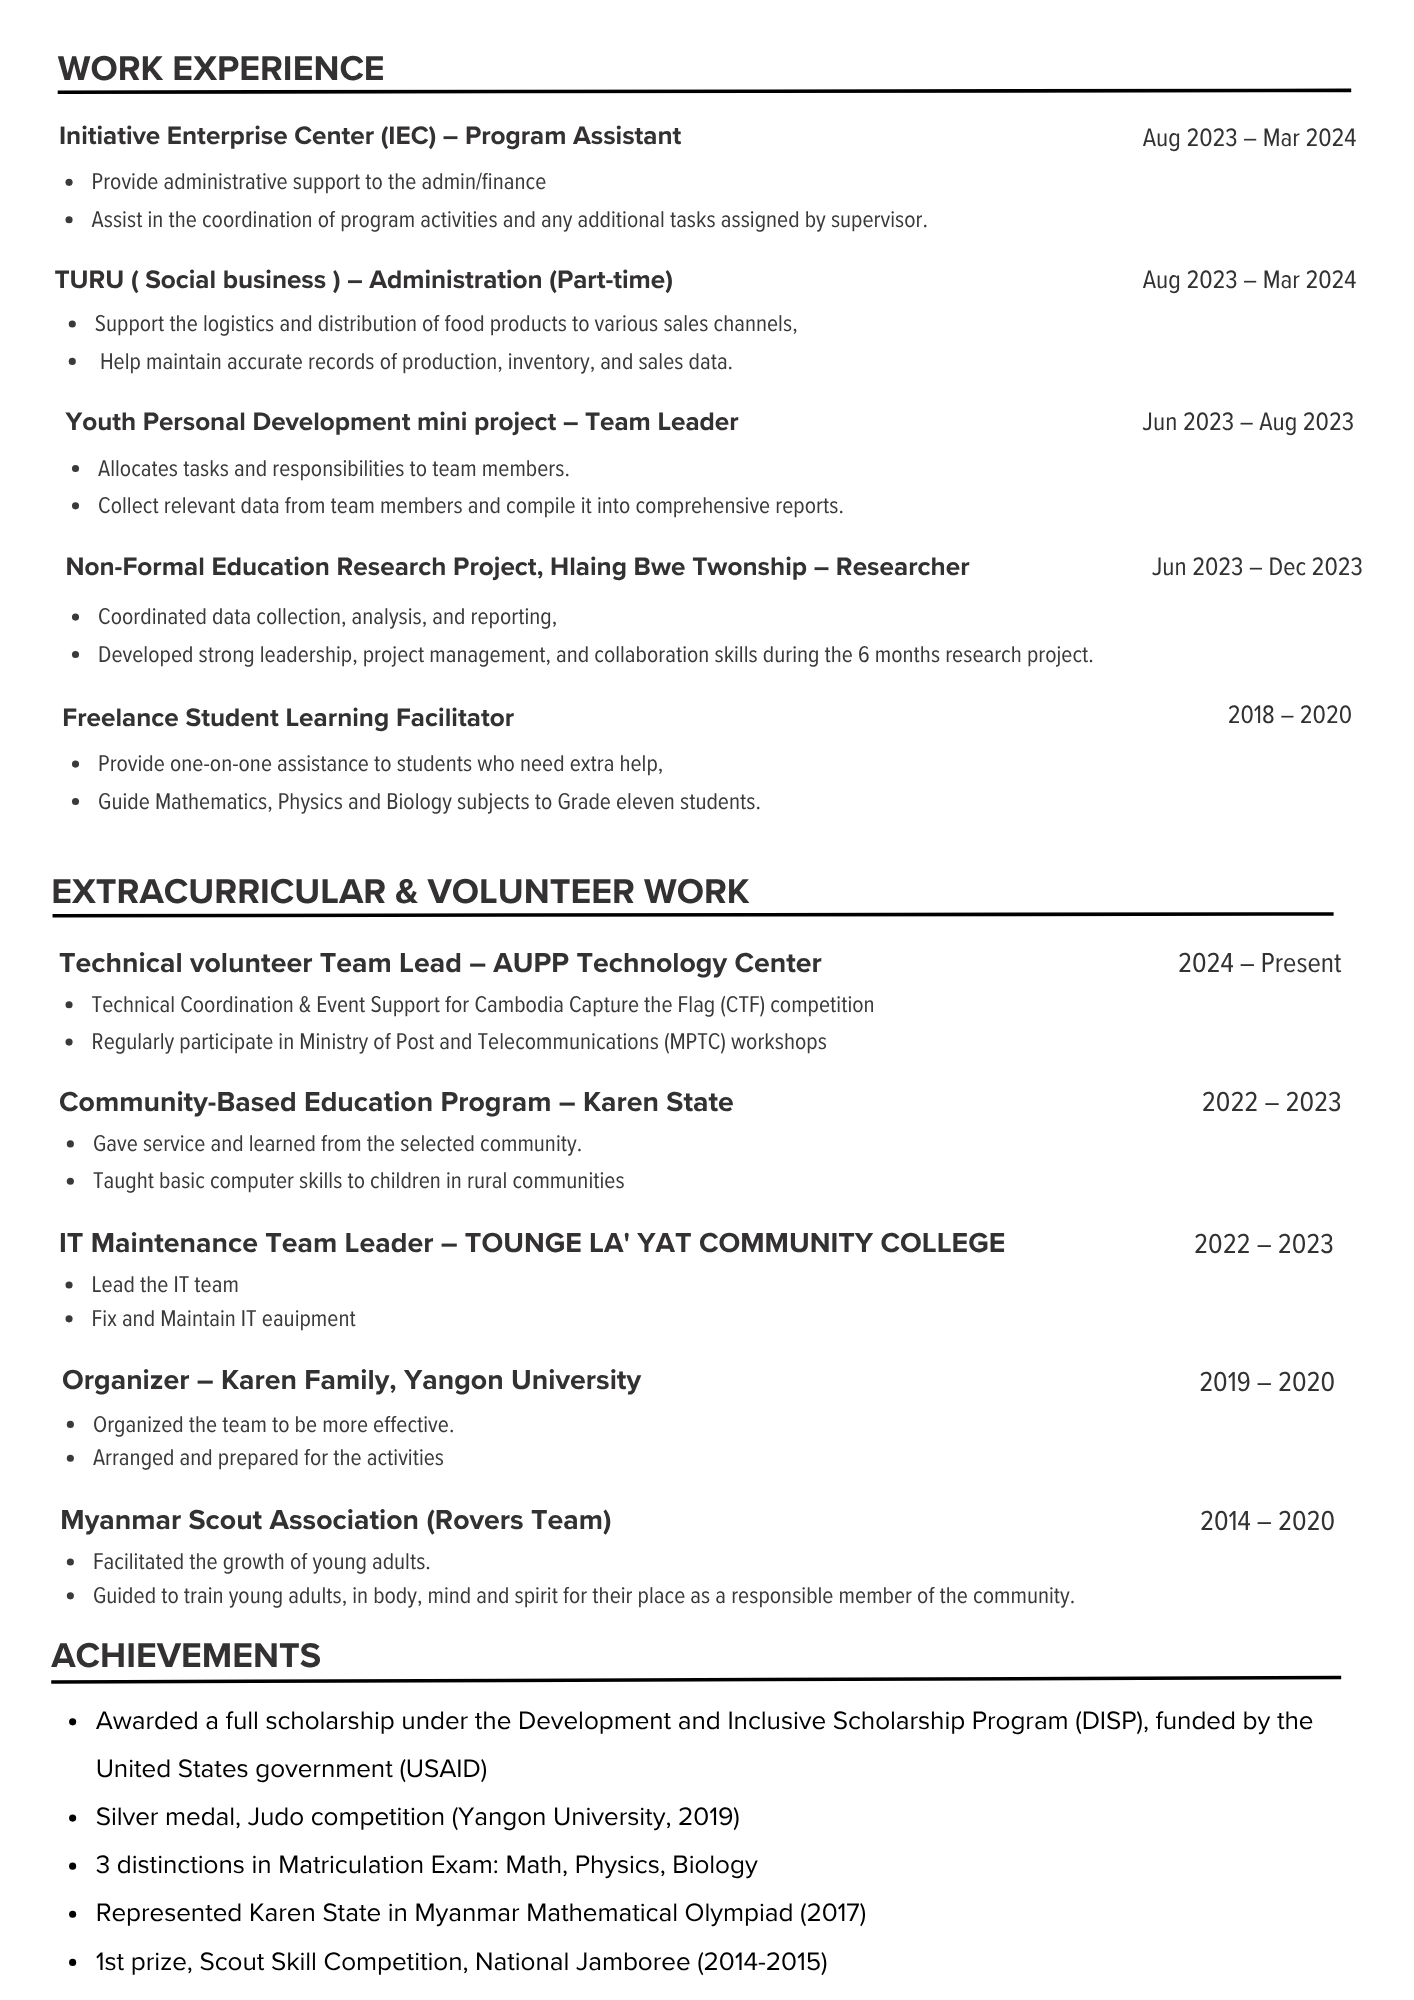 WORK EXPERIENCE
Initiative Enterprise Center (IEC) – Program Assistant Aug 2023 – Mar 2024
• Provide administrative support to the admin/finance
• Assist in the coordination of program activities and any additional tasks assigned by supervisor.
TURU ( Social business ) – Administration (Part-time) Aug 2023 – Mar 2024
• Support the logistics and distribution of food products to various sales channels,
• Help maintain accurate records of production, inventory, and sales data.
Youth Personal Development mini project – Team Leader Jun 2023 – Aug 2023
• Allocates tasks and responsibilities to team members.
• Collect relevant data from team members and compile it into comprehensive reports.
Non-Formal Education Research Project, Hlaing Bwe Twonship – Researcher Jun 2023 – Dec 2023
• Coordinated data collection, analysis, and reporting,
• Developed strong leadership, project management, and collaboration skills during the 6 months research project.
Freelance Student Learning Facilitator 2018 – 2020
• Provide one-on-one assistance to students who need extra help,
• Guide Mathematics, Physics and Biology subjects to Grade eleven students.
EXTRACURRICULAR & VOLUNTEER WORK
Technical volunteer Team Lead – AUPP Technology Center 2024 – Present
• Technical Coordination & Event Support for Cambodia Capture the Flag (CTF) competition
• Regularly participate in Ministry of Post and Telecommunications (MPTC) workshops
Community-Based Education Program – Karen State 2022 – 2023
• Gave service and learned from the selected community.
• Taught basic computer skills to children in rural communities
IT Maintenance Team Leader – TOUNGE LA' YAT COMMUNITY COLLEGE 2022 – 2023
• Lead the IT team
• Fix and Maintain IT eauipment
Organizer – Karen Family, Yangon University 2019 – 2020
• Organized the team to be more effective.
• Arranged and prepared for the activities
Myanmar Scout Association (Rovers Team) 2014 – 2020
• Facilitated the growth of young adults.
• Guided to train young adults, in body, mind and spirit for their place as a responsible member of the community.
ACHIEVEMENTS
• Awarded a full scholarship under the Development and Inclusive Scholarship Program (DISP), funded by the
United States government (USAID)
• Silver medal, Judo competition (Yangon University, 2019)
• 3 distinctions in Matriculation Exam: Math, Physics, Biology
• Represented Karen State in Myanmar Mathematical Olympiad (2017)
• 1st prize, Scout Skill Competition, National Jamboree (2014-2015)